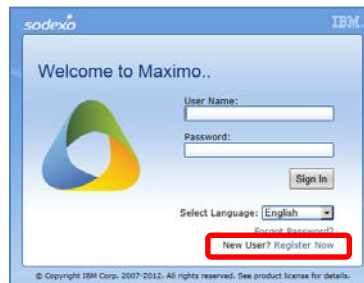 sodexo IBM.
Welcome to Maximo..
User Name:
Password:
Sign In
Select Language: English
Forgot Password?
New User? Register Now
© Copyright IBM Corp. 2007-2012. All rights reserved. See product license for details.